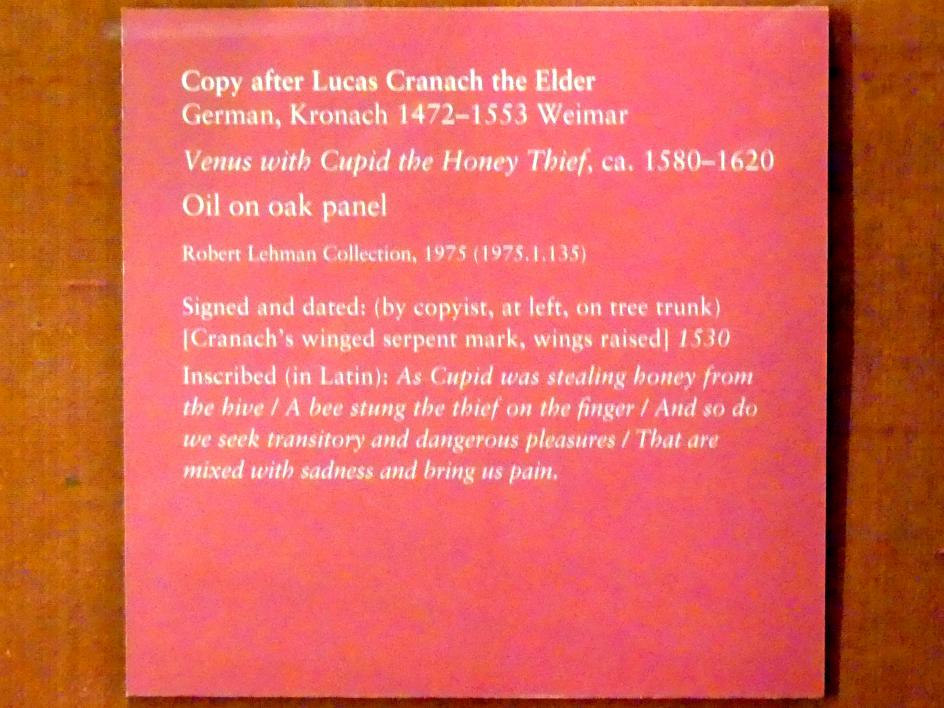 Copy after Lucas Cranach the Elder
German, Kronach 1472–1553 Weimar
Venus with Cupid the Honey Thief, ca. 1580–1620
Oil on oak panel
Robert Lehman Collection, 1975 (1975.1.135)
Signed and dated: (by copyist, at left, on tree trunk)
[Cranach's winged serpent mark, wings raised] 1530
Inscribed (in Latin): As Cupid was stealing honey from
the hive / A bee stung the thief on the finger / And so do
we seek transitory and dangerous pleasures / That are
mixed with sadness and bring us pain.